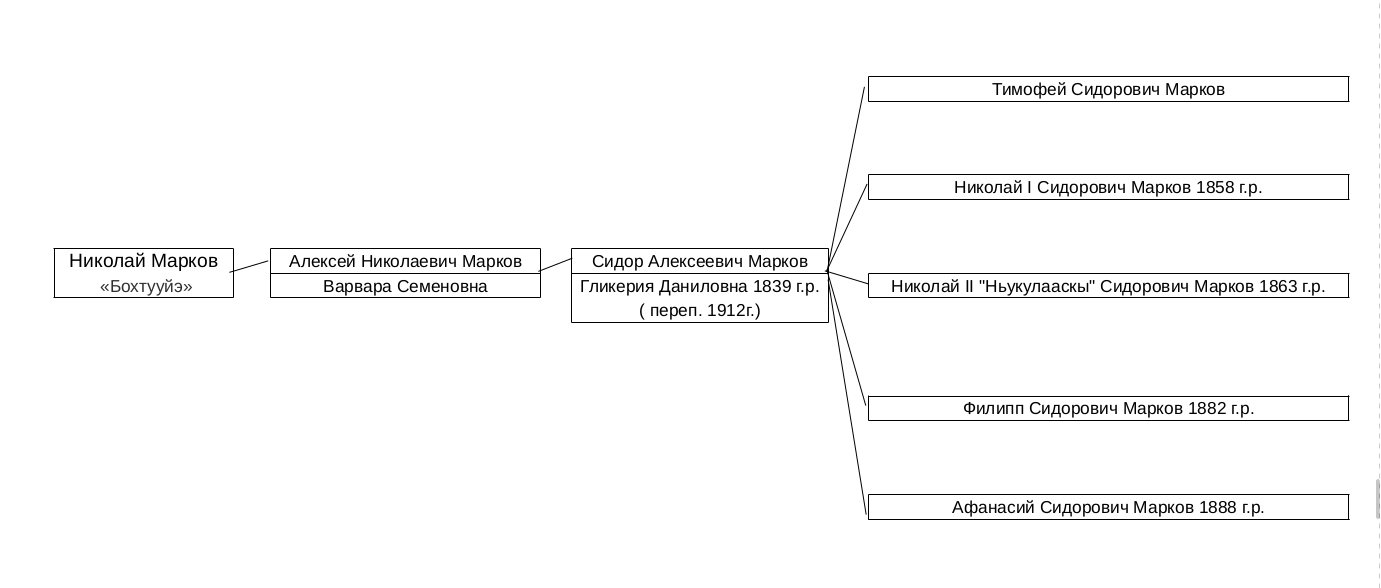 Тимофей Сидорович Марков
Николай I Сидорович Марков 1858 г.р.
Николай Марков
«Бохтууйэ»
Алексей Николаевич Марков
Варвара Семеновна
Сидор Алексеевич Марков
Гликерия Даниловна 1839 г.р.
( переп. 1912г.)
Николай II "Ньукулааскы" Сидорович Марков 1863 г.р.
Филипп Сидорович Марков 1882 г.р.
Афанасий Сидорович Марков 1888 г.р.